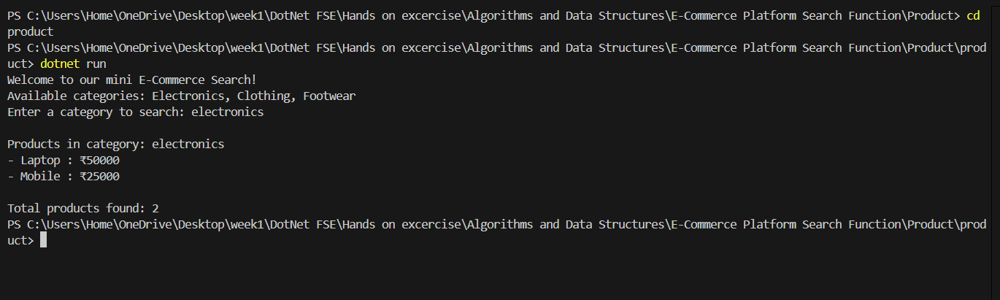 PS C:\Users\Home\OneDrive\Desktop\week1\DotNet FSE\Hands on excercise\Algorithms and Data Structures\E-Commerce Platform Search Function\Product> cd
product
PS C:\Users\Home\OneDrive\Desktop\week1\DotNet FSE\Hands on excercise\Algorithms and Data Structures\E-Commerce Platform Search Function\Product\prod
uct> dotnet run
Welcome to our mini E-Commerce Search!
Available categories: Electronics, Clothing, Footwear
Enter a category to search: electronics

Products in category: electronics
- Laptop : ₹50000
- Mobile : ₹25000

Total products found: 2
PS C:\Users\Home\OneDrive\Desktop\week1\DotNet FSE\Hands on excercise\Algorithms and Data Structures\E-Commerce Platform Search Function\Product\prod
uct>